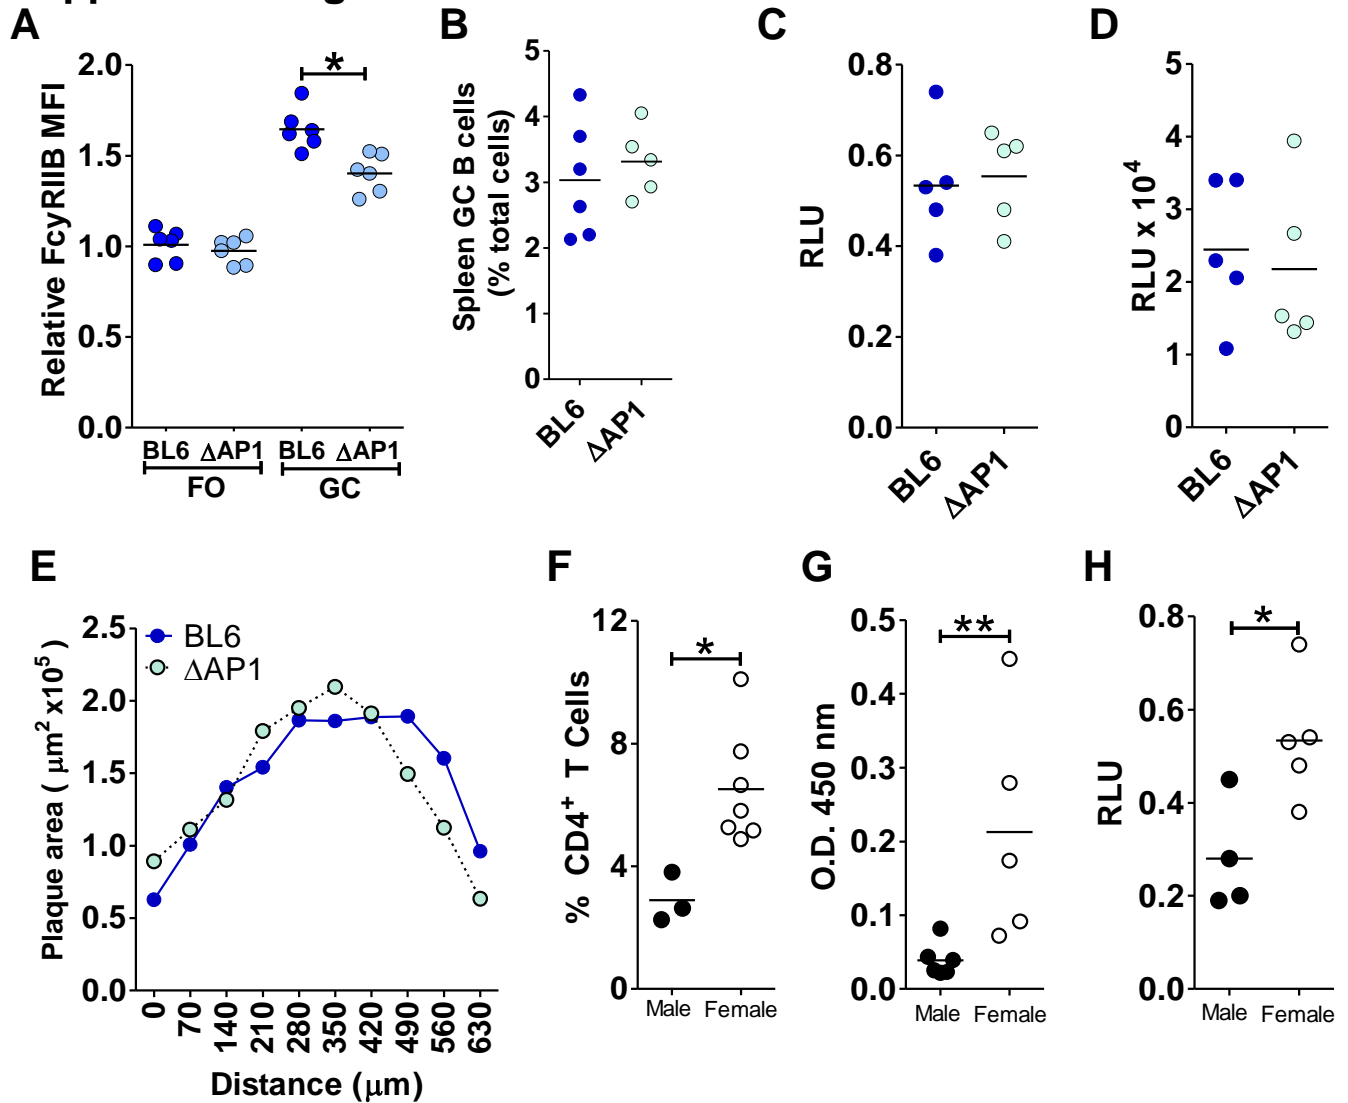 A
Relative FcyRIIB MFI
2.0
1.5
1.0
0.5
0.0
*
BL6 ΔAP1 BL6 ΔAP1
FO GC
B
Spleen GC B cells
(% total cells)
5
4
3
2
1
0
BL6
ΔAP1
C
RLU
0.8
0.6
0.4
0.2
0.0
BL6
ΔAP1
D
RLU x 10⁴
5
4
3
2
1
0
BL6
ΔAP1
E
Plaque area ( μm² x10⁵ )
2.5
2.0
1.5
1.0
0.5
0.0
BL6
ΔAP1
0 70 140 210 280 350 420 490 560 630
Distance (μm)
F
% CD4⁺ T Cells
12
8
4
0
*
Male Female
G
O.D. 450 nm
0.5
0.4
0.3
0.2
0.1
0.0
**
Male Female
H
RLU
0.8
0.6
0.4
0.2
0.0
*
Male Female